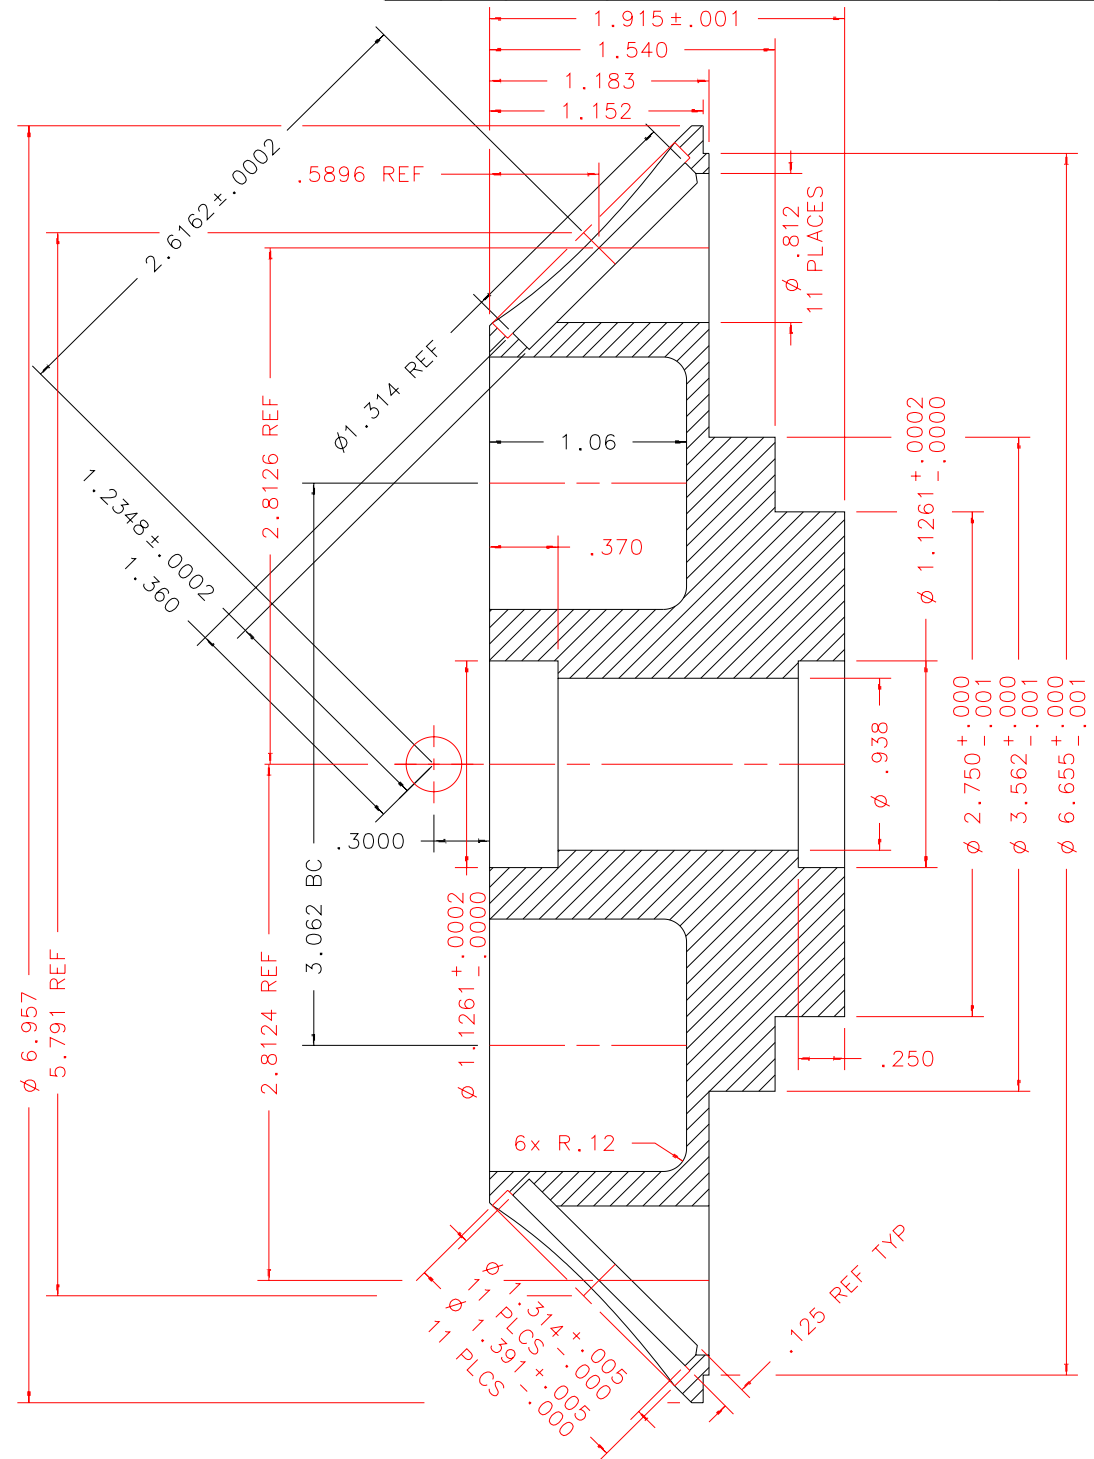 1.915±.001
1.540
1.183
1.152
.5896 REF
2.6162±.0002
Ø .812
11 PLACES
Ø1.314 REF
2.8126 REF
1.06
1.2348±.0002
1.360
.370
Ø 1.1261 +.0002
-.0000
.3000
3.062 BC
Ø .938
Ø 2.750 +.000
-.001
Ø 3.562 +.000
-.001
Ø 6.655 +.000
-.001
Ø 6.957
5.791 REF
2.8124 REF
Ø 1.1261 +.0002
-.0000
.250
6x R.12
Ø 1.314 +.005
11 PLCS -.000
Ø 1.391 +.005
11 PLCS -.000
.125 REF TYP